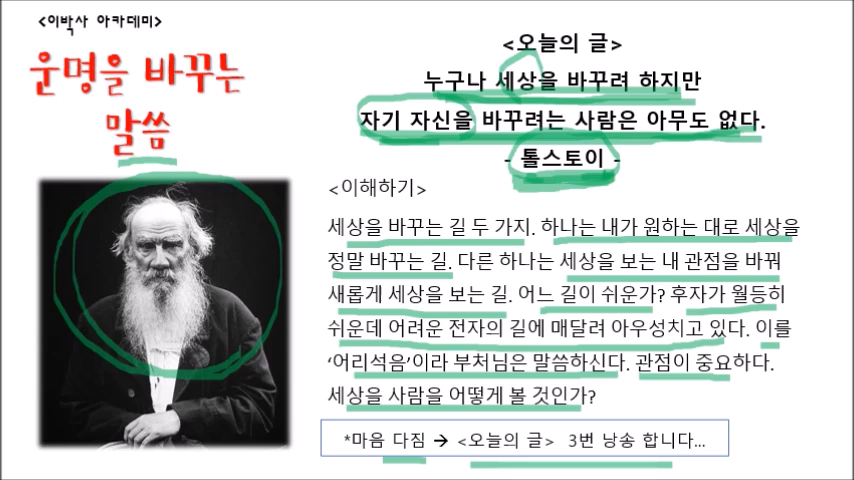 <이박사 아카데미>
운명을 바꾸는
말씀
<오늘의 글>
누구나 세상을 바꾸려 하지만
자기 자신을 바꾸려는 사람은 아무도 없다.
- 톨스토이 -
<이해하기>
세상을 바꾸는 길 두 가지. 하나는 내가 원하는 대로 세상을
정말 바꾸는 길. 다른 하나는 세상을 보는 내 관점을 바꿔
새롭게 세상을 보는 길. 어느 길이 쉬운가? 후자가 월등히
쉬운데 어려운 전자의 길에 매달려 아우성치고 있다. 이를
‘어리석음’이라 부처님은 말씀하신다. 관점이 중요하다.
세상을 사람을 어떻게 볼 것인가?
*마음 다짐 → <오늘의 글> 3번 낭송 합니다...